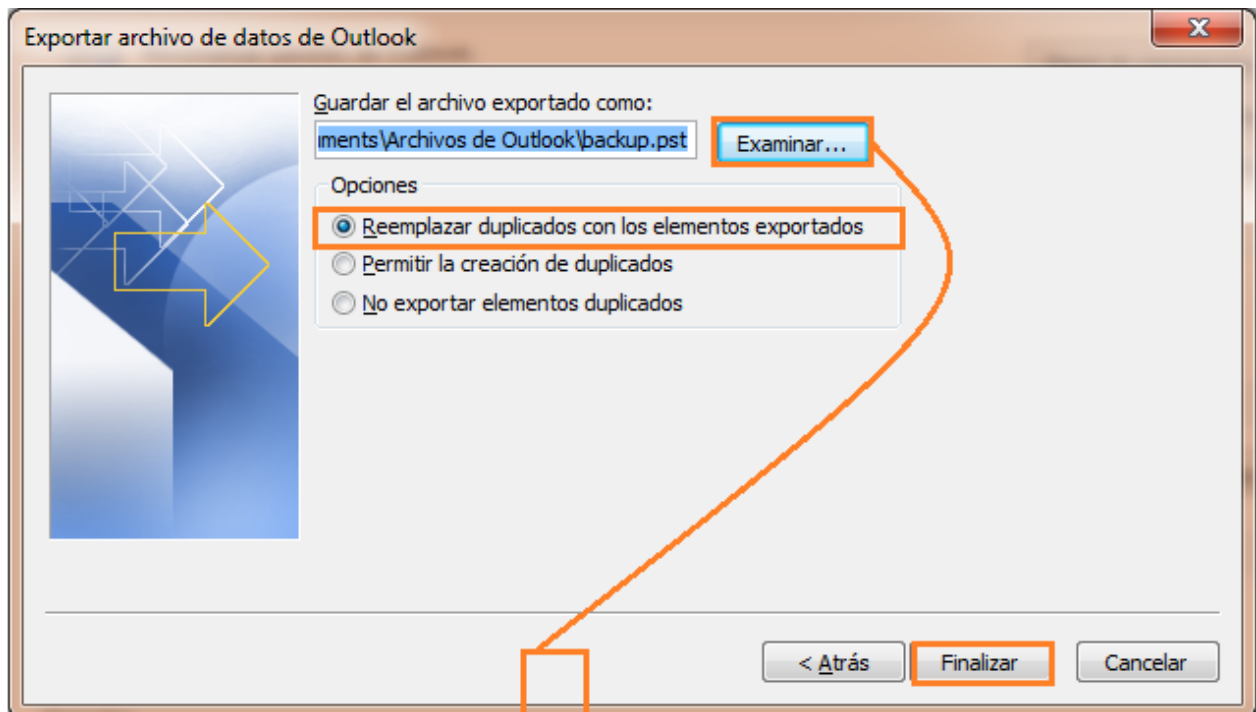 Exportar archivo de datos de Outlook
Guardar el archivo exportado como:
ments\Archivos de Outlook\backup.pst
Examinar...
Opciones
Reemplazar duplicados con los elementos exportados
Permitir la creación de duplicados
No exportar elementos duplicados
< Atrás
Finalizar
Cancelar